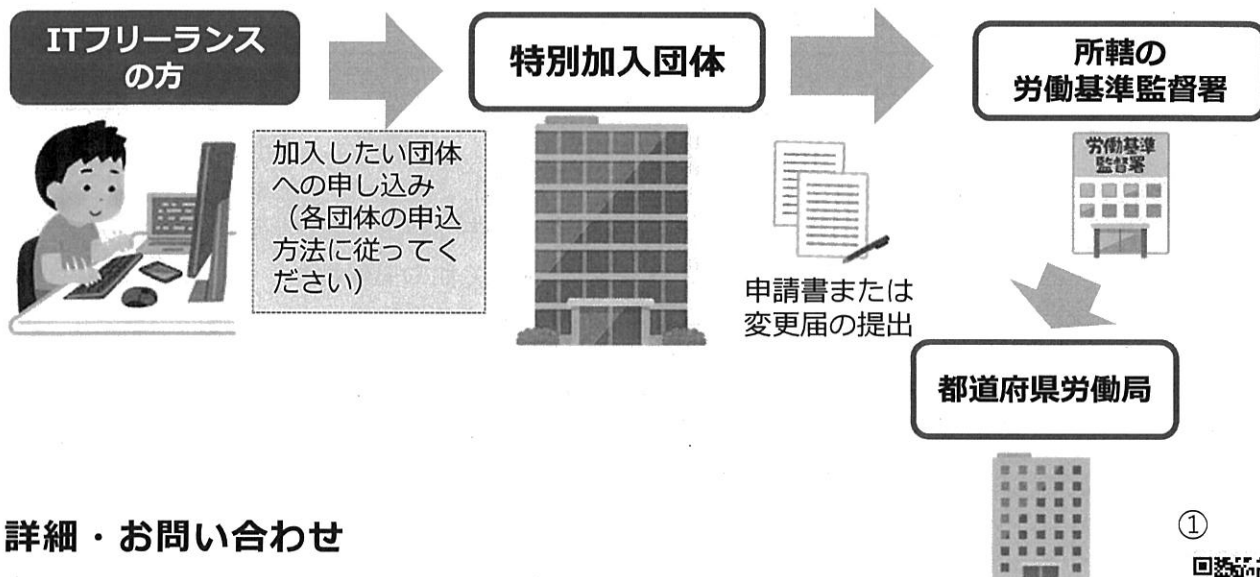 ITフリーランス
の方
特別加入団体
所轄の
労働基準監督署
加入したい団体
への申し込み
（各団体の申込
方法に従ってく
ださい）
労働基準
監督署
申請書または
変更届の提出
都道府県労働局
詳細・お問い合わせ
①